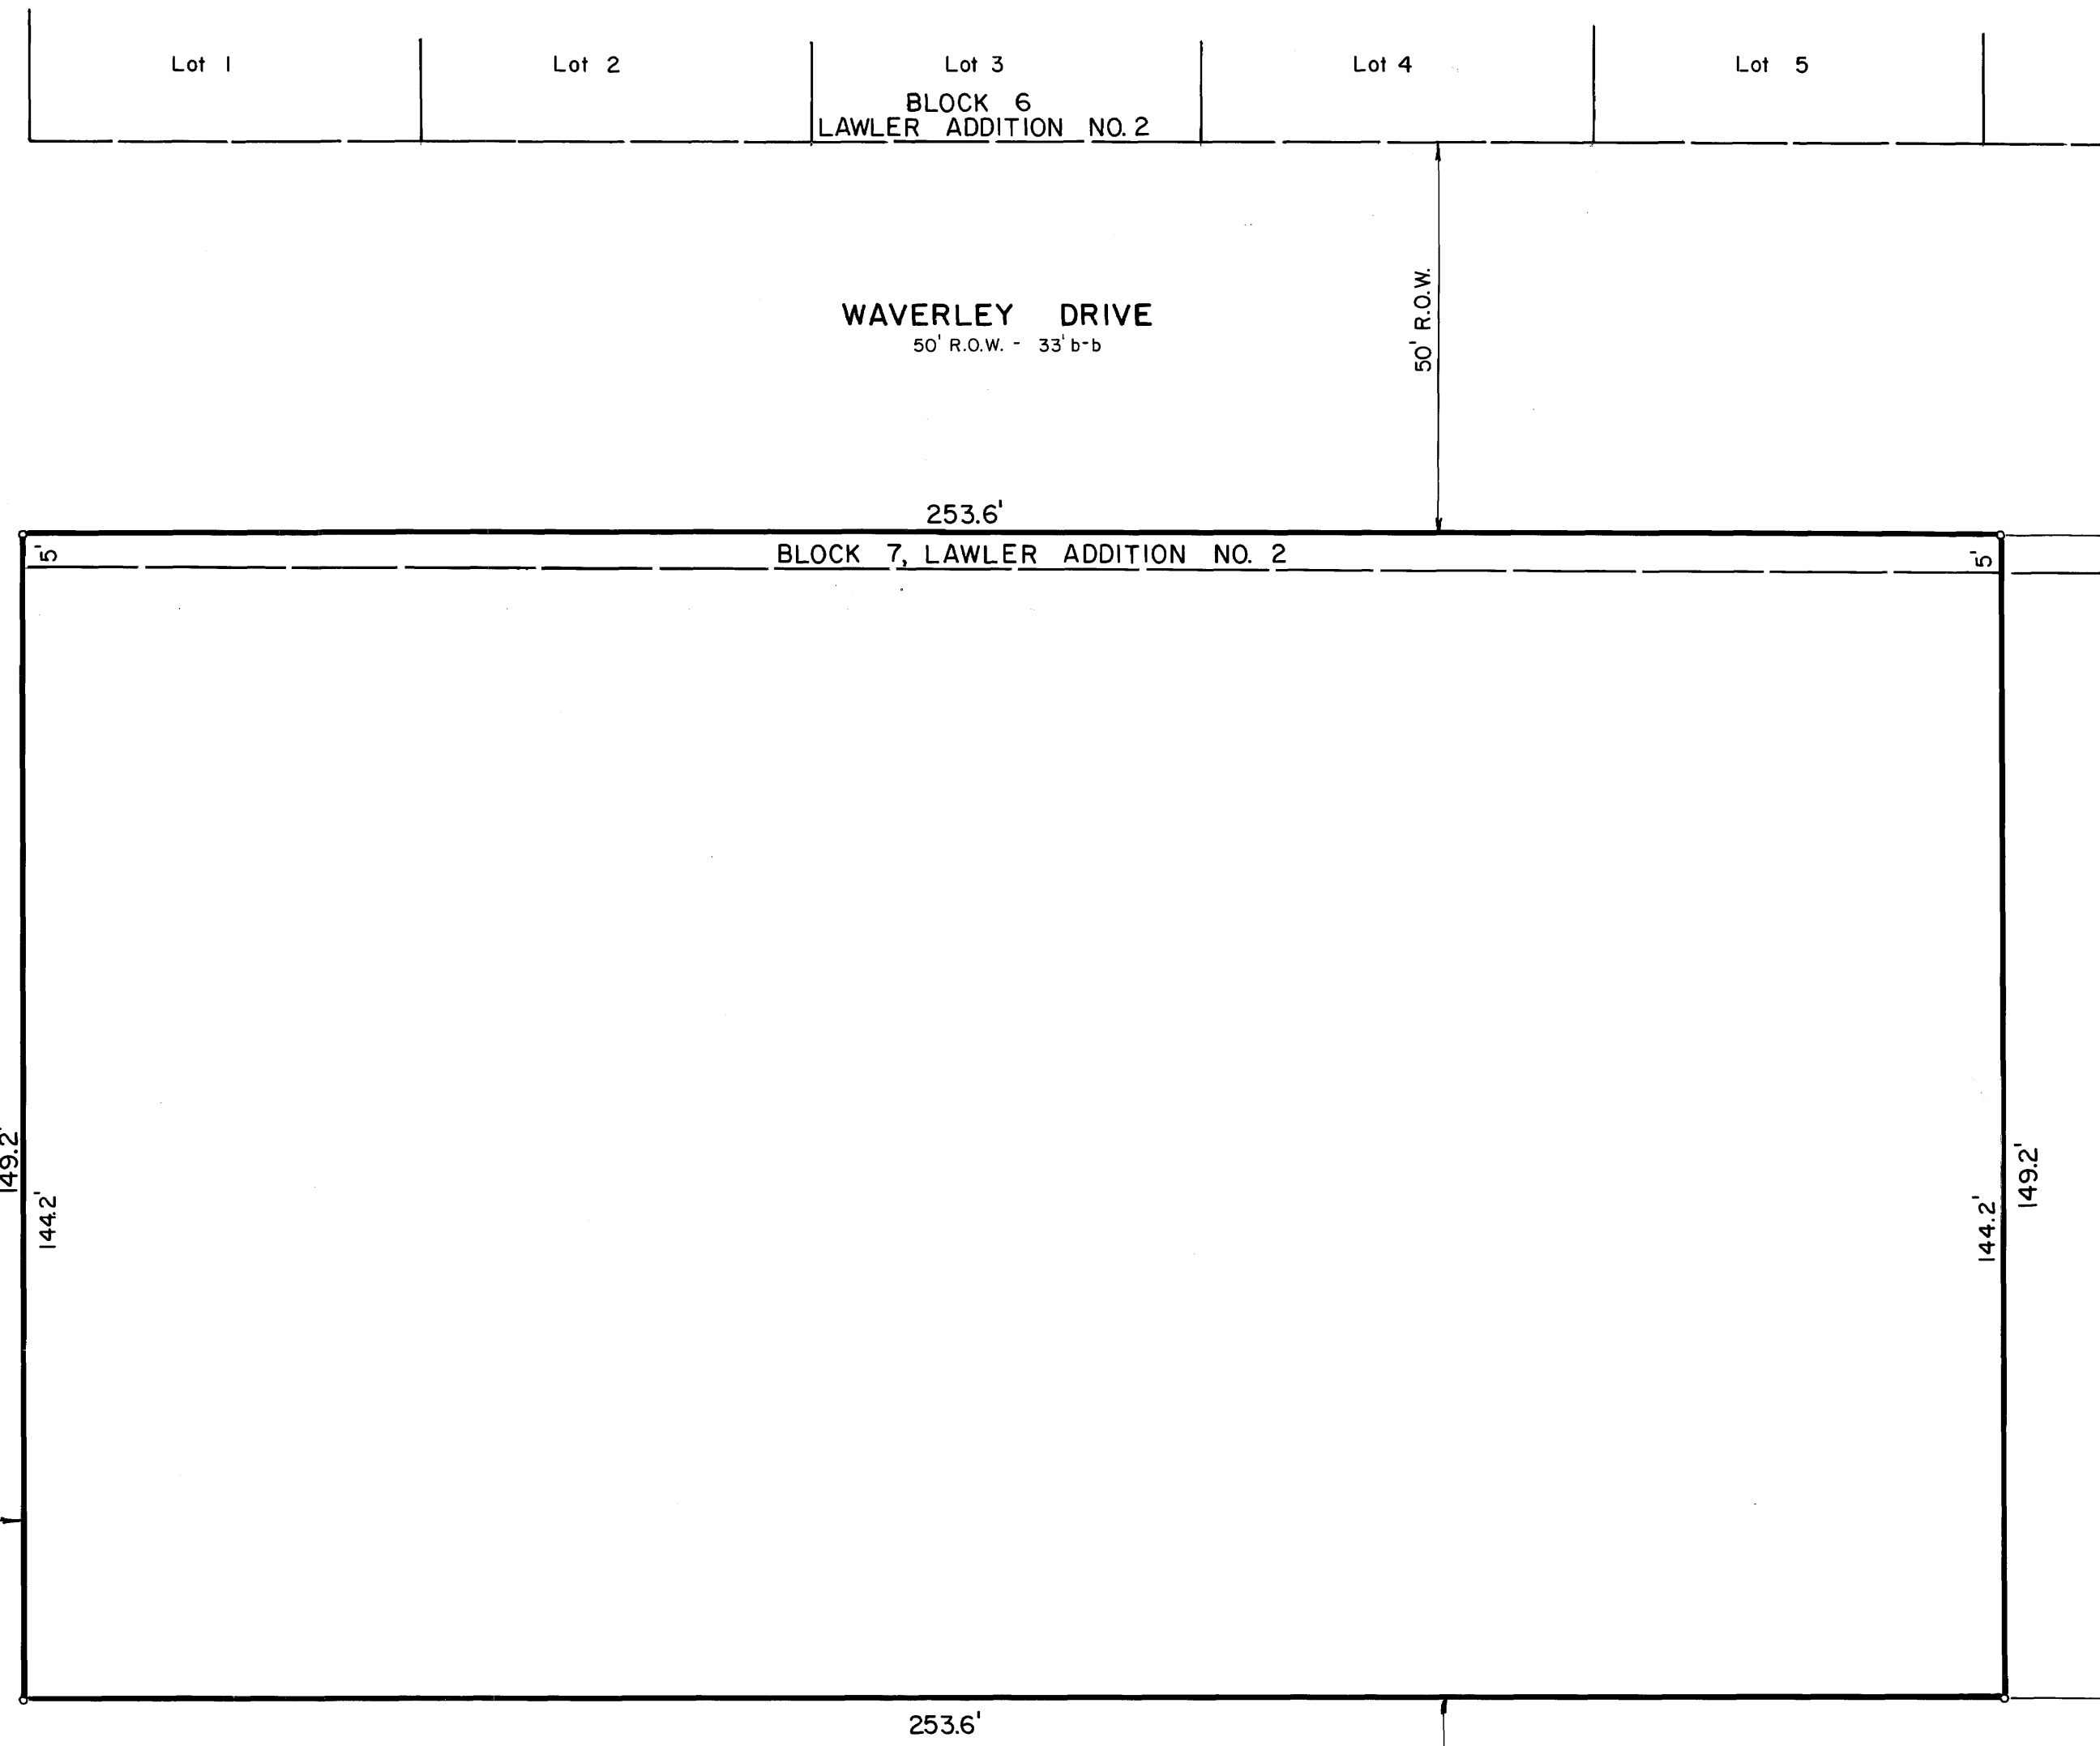 Lot 1
Lot 2
Lot 3
Lot 4
Lot 5
BLOCK 6
LAWLER ADDITION NO. 2
WAVERLEY DRIVE
50' R.O.W. - 33' b-b
50' R.O.W.
253.6'
5'
BLOCK 7, LAWLER ADDITION NO. 2
5'
149.2'
144.2'
144.2'
149.2'
253.6'